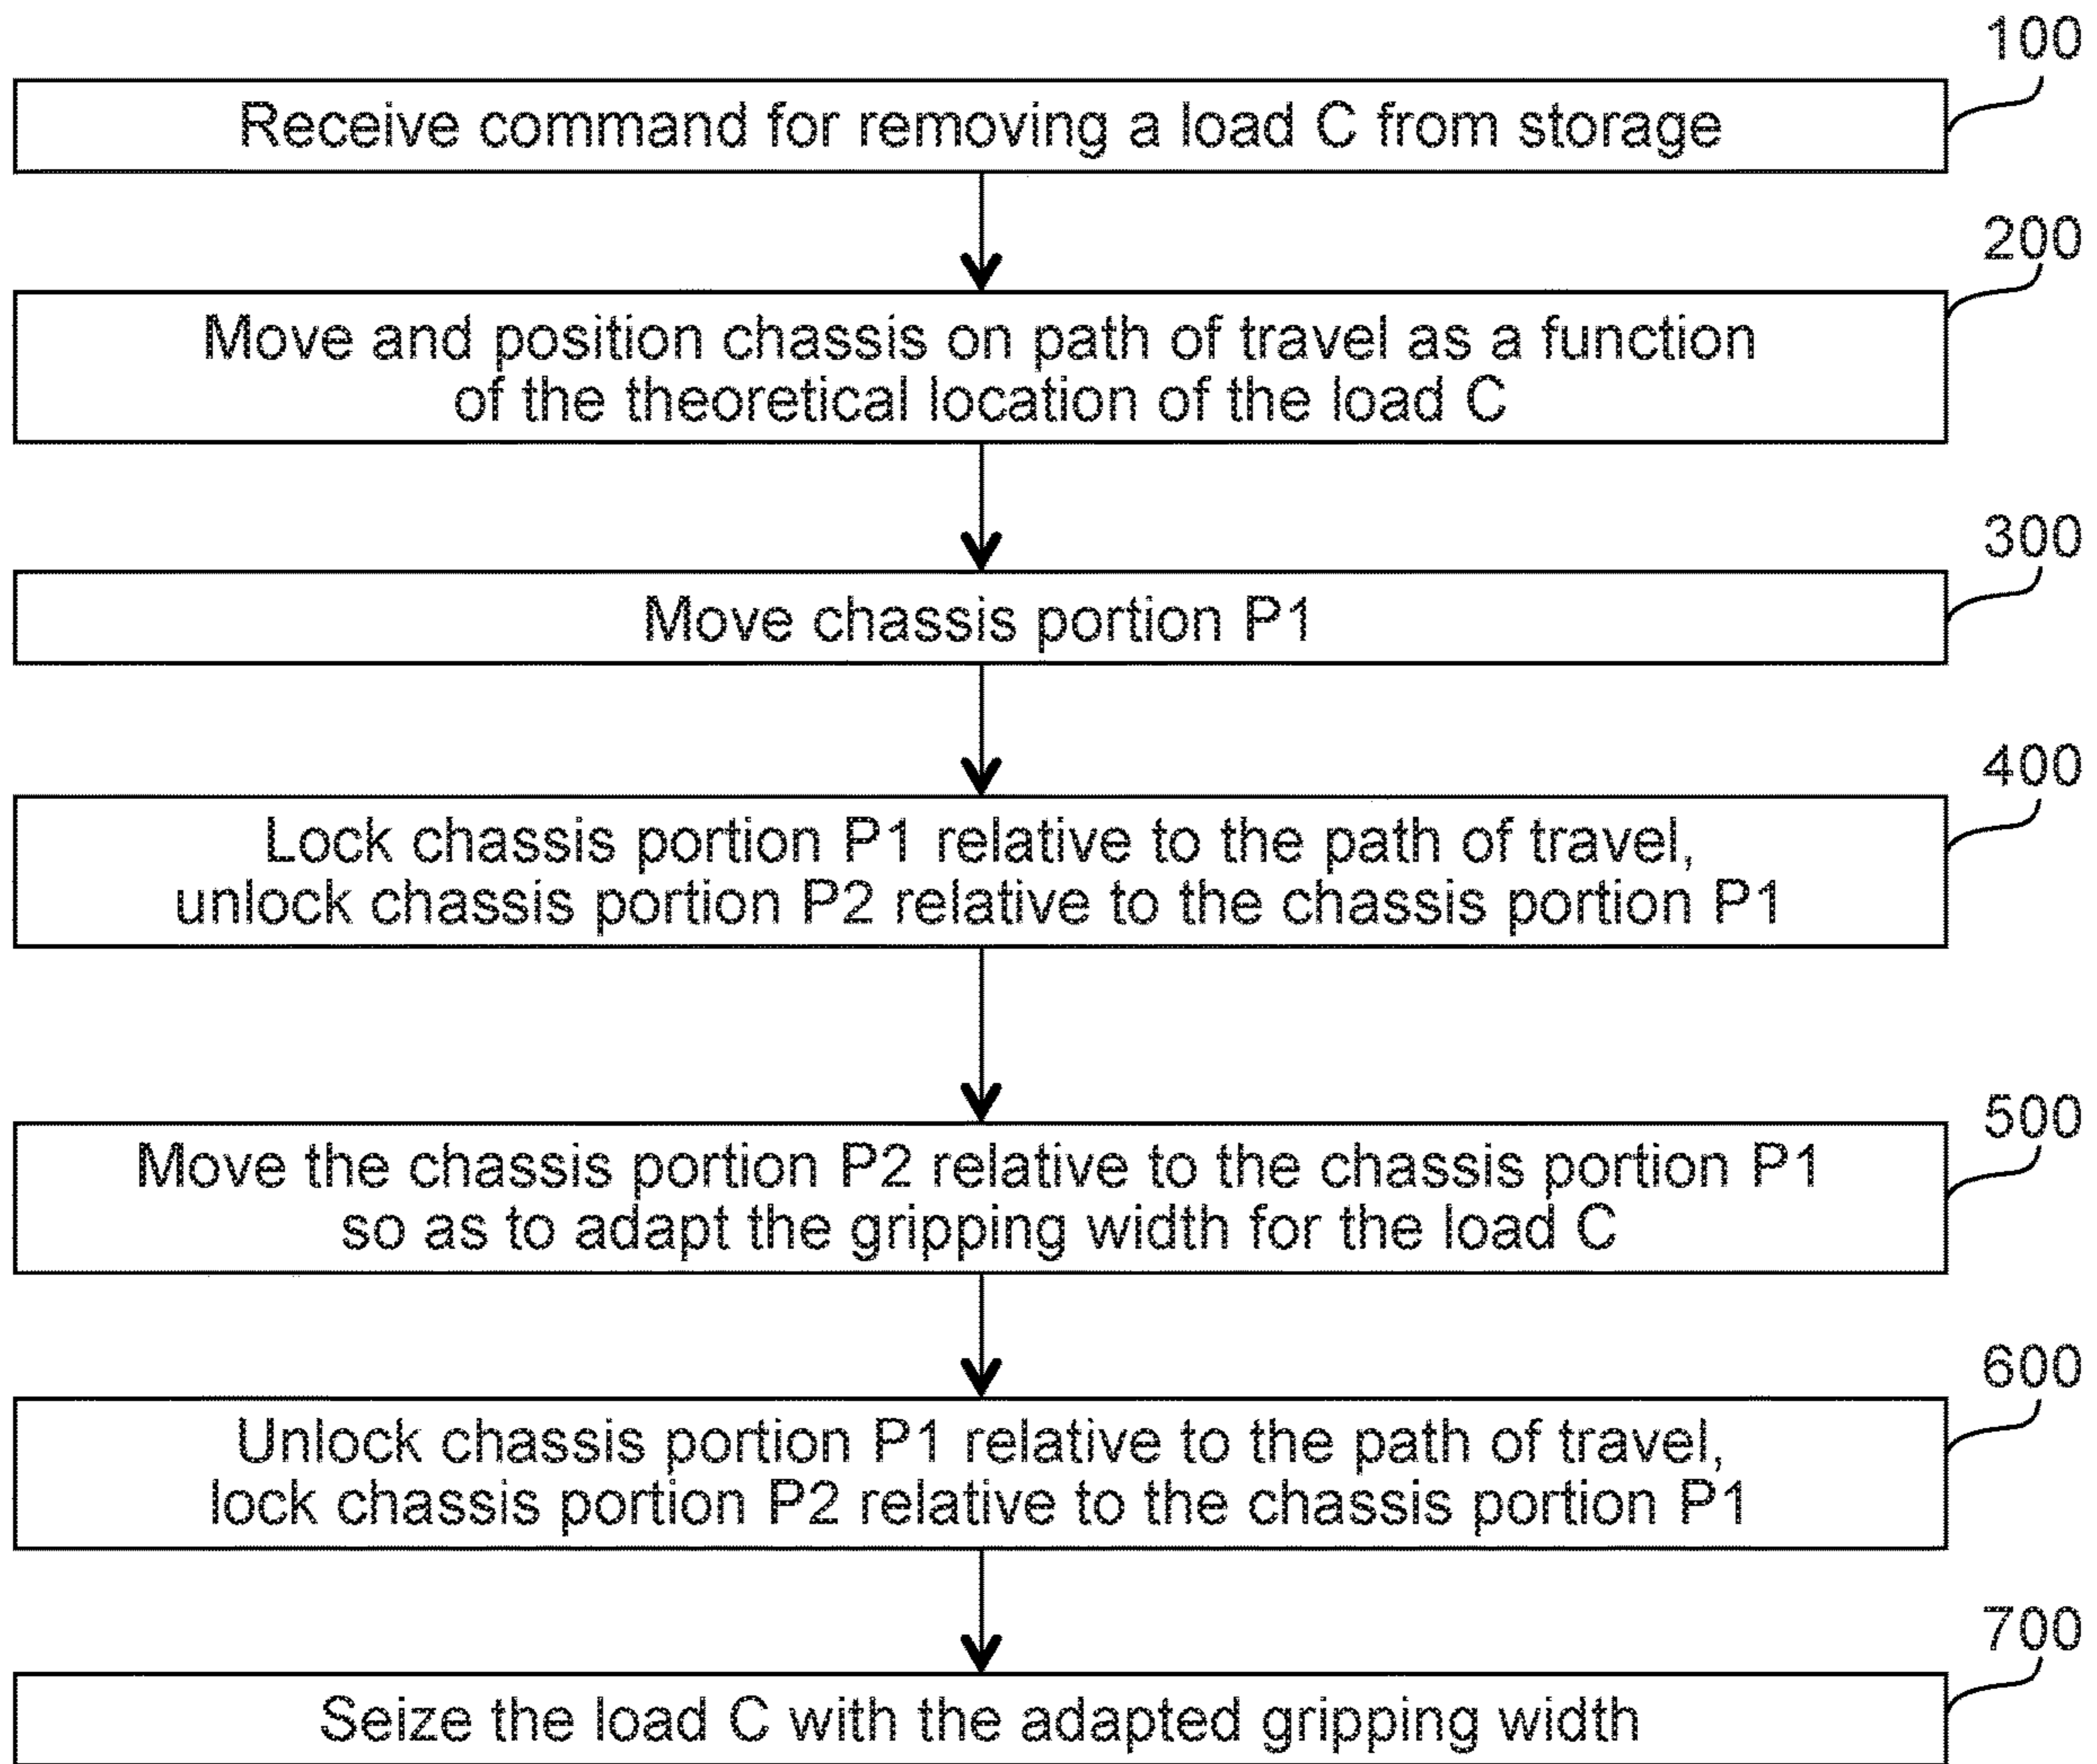 100
Receive command for removing a load C from storage
200
Move and position chassis on path of travel as a function
of the theoretical location of the load C
300
Move chassis portion P1
400
Lock chassis portion P1 relative to the path of travel,
unlock chassis portion P2 relative to the chassis portion P1
500
Move the chassis portion P2 relative to the chassis portion P1
so as to adapt the gripping width for the load C
600
Unlock chassis portion P1 relative to the path of travel,
lock chassis portion P2 relative to the chassis portion P1
700
Seize the load C with the adapted gripping width